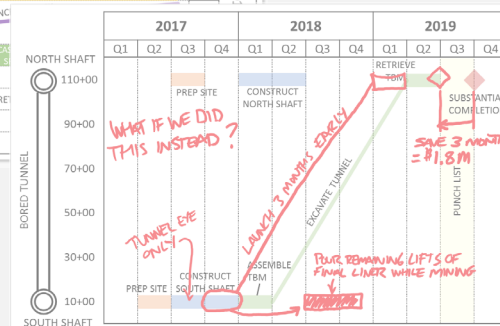 2017
2018
2019
Q1 Q2 Q3 Q4 Q1 Q2 Q3 Q4 Q1 Q2 Q3 Q4
NORTH SHAFT
110+00
90+00
70+00
50+00
30+00
10+00
SOUTH SHAFT
BORED TUNNEL
PREP SITE
CONSTRUCT
NORTH SHAFT
RETRIEVE
TBM
SUBSTANTIA
COMPLETIO
WHAT IF WE DID
THIS INSTEAD?
LAUNCH 3 MONTHS EARLY
SAVE 3 MONTH
= $1.8M
EXCAVATE TUNNEL
PUNCH LIST
TUNNEL EYE
ONLY
POUR REMAINING LIFTS OF
FINAL LINER WHILE MINING
PREP SITE
CONSTRUCT
SOUTH SHAFT
ASSEMBLE
TBM